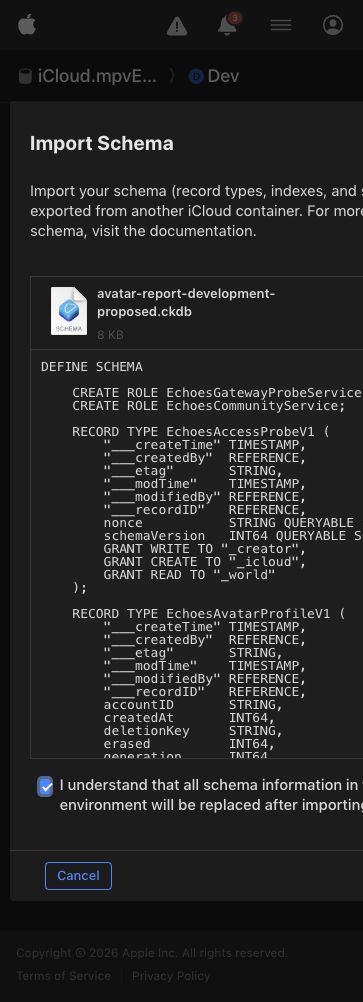 3
iCloud.mpvE... 〉 D Dev
Import Schema
Import your schema (record types, indexes, and
exported from another iCloud container. For more
schema, visit the documentation.
SCHEMA
avatar-report-development-
proposed.ckdb
8 KB
DEFINE SCHEMA
CREATE ROLE EchoesGatewayProbeService
CREATE ROLE EchoesCommunityService;
RECORD TYPE EchoesAccessProbeV1 (
"___createTime" TIMESTAMP,
"___createdBy" REFERENCE,
"___etag" STRING,
"___modTime" TIMESTAMP,
"___modifiedBy" REFERENCE,
"___recordID" REFERENCE,
nonce STRING QUERYABLE
schemaVersion INT64 QUERYABLE S
GRANT WRITE TO "_creator",
GRANT CREATE TO "_icloud",
GRANT READ TO "_world"
);
RECORD TYPE EchoesAvatarProfileV1 (
"___createTime" TIMESTAMP,
"___createdBy" REFERENCE,
"___etag" STRING,
"___modTime" TIMESTAMP,
"___modifiedBy" REFERENCE,
"___recordID" REFERENCE,
accountID STRING,
createdAt INT64,
deletionKey STRING,
erased INT64,
generation INT64
I understand that all schema information in
environment will be replaced after importing
Cancel
Copyright © 2026 Apple Inc. All rights reserved.
Terms of Service | Privacy Policy